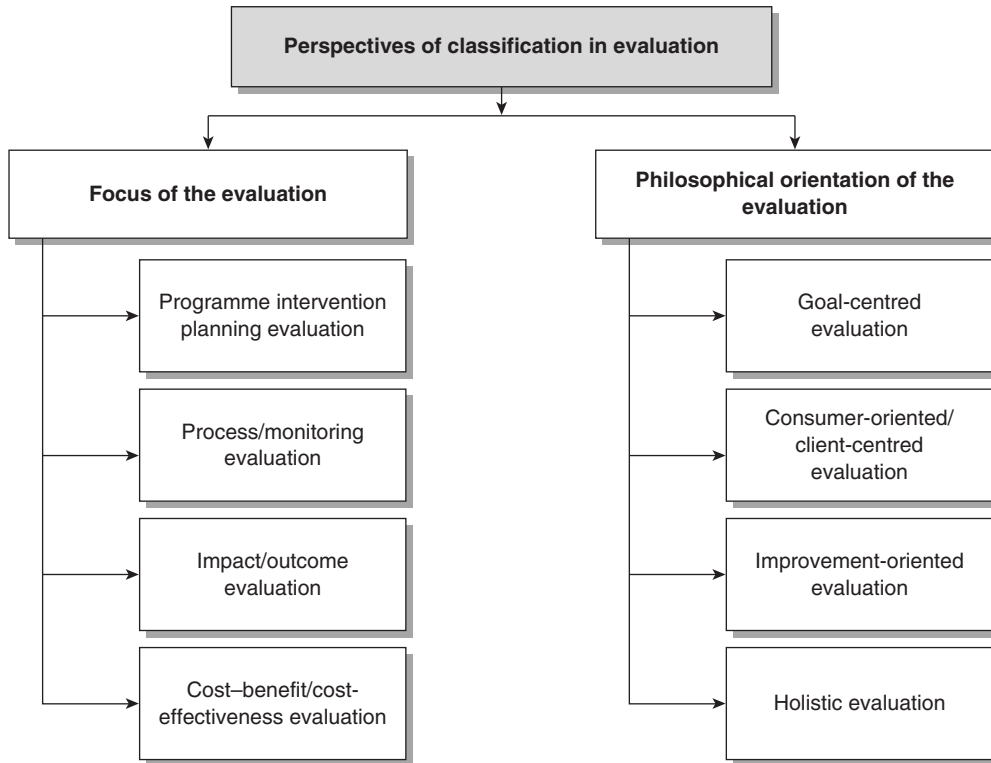 Perspectives of classification in evaluation
Focus of the evaluation
Programme intervention
planning evaluation
Process/monitoring
evaluation
Impact/outcome
evaluation
Cost–benefit/cost-
effectiveness evaluation
Philosophical orientation of the
evaluation
Goal-centred
evaluation
Consumer-oriented/
client-centred
evaluation
Improvement-oriented
evaluation
Holistic evaluation